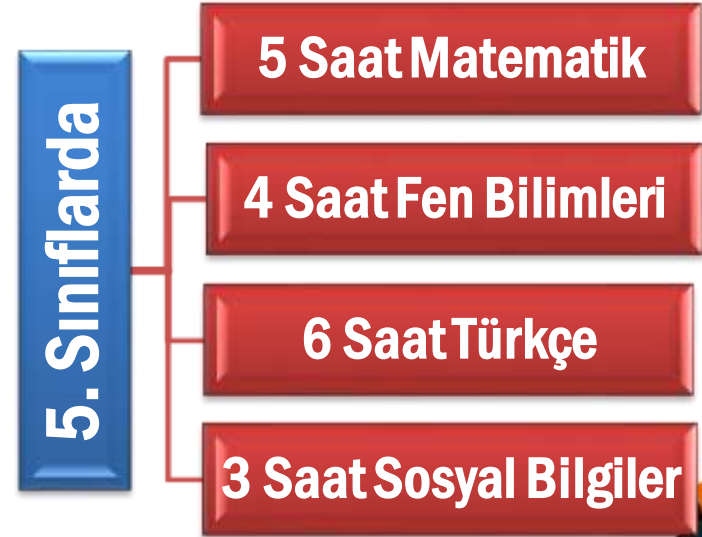 5. Sınıflarda
5 Saat Matematik
4 Saat Fen Bilimleri
6 Saat Türkçe
3 Saat Sosyal Bilgiler